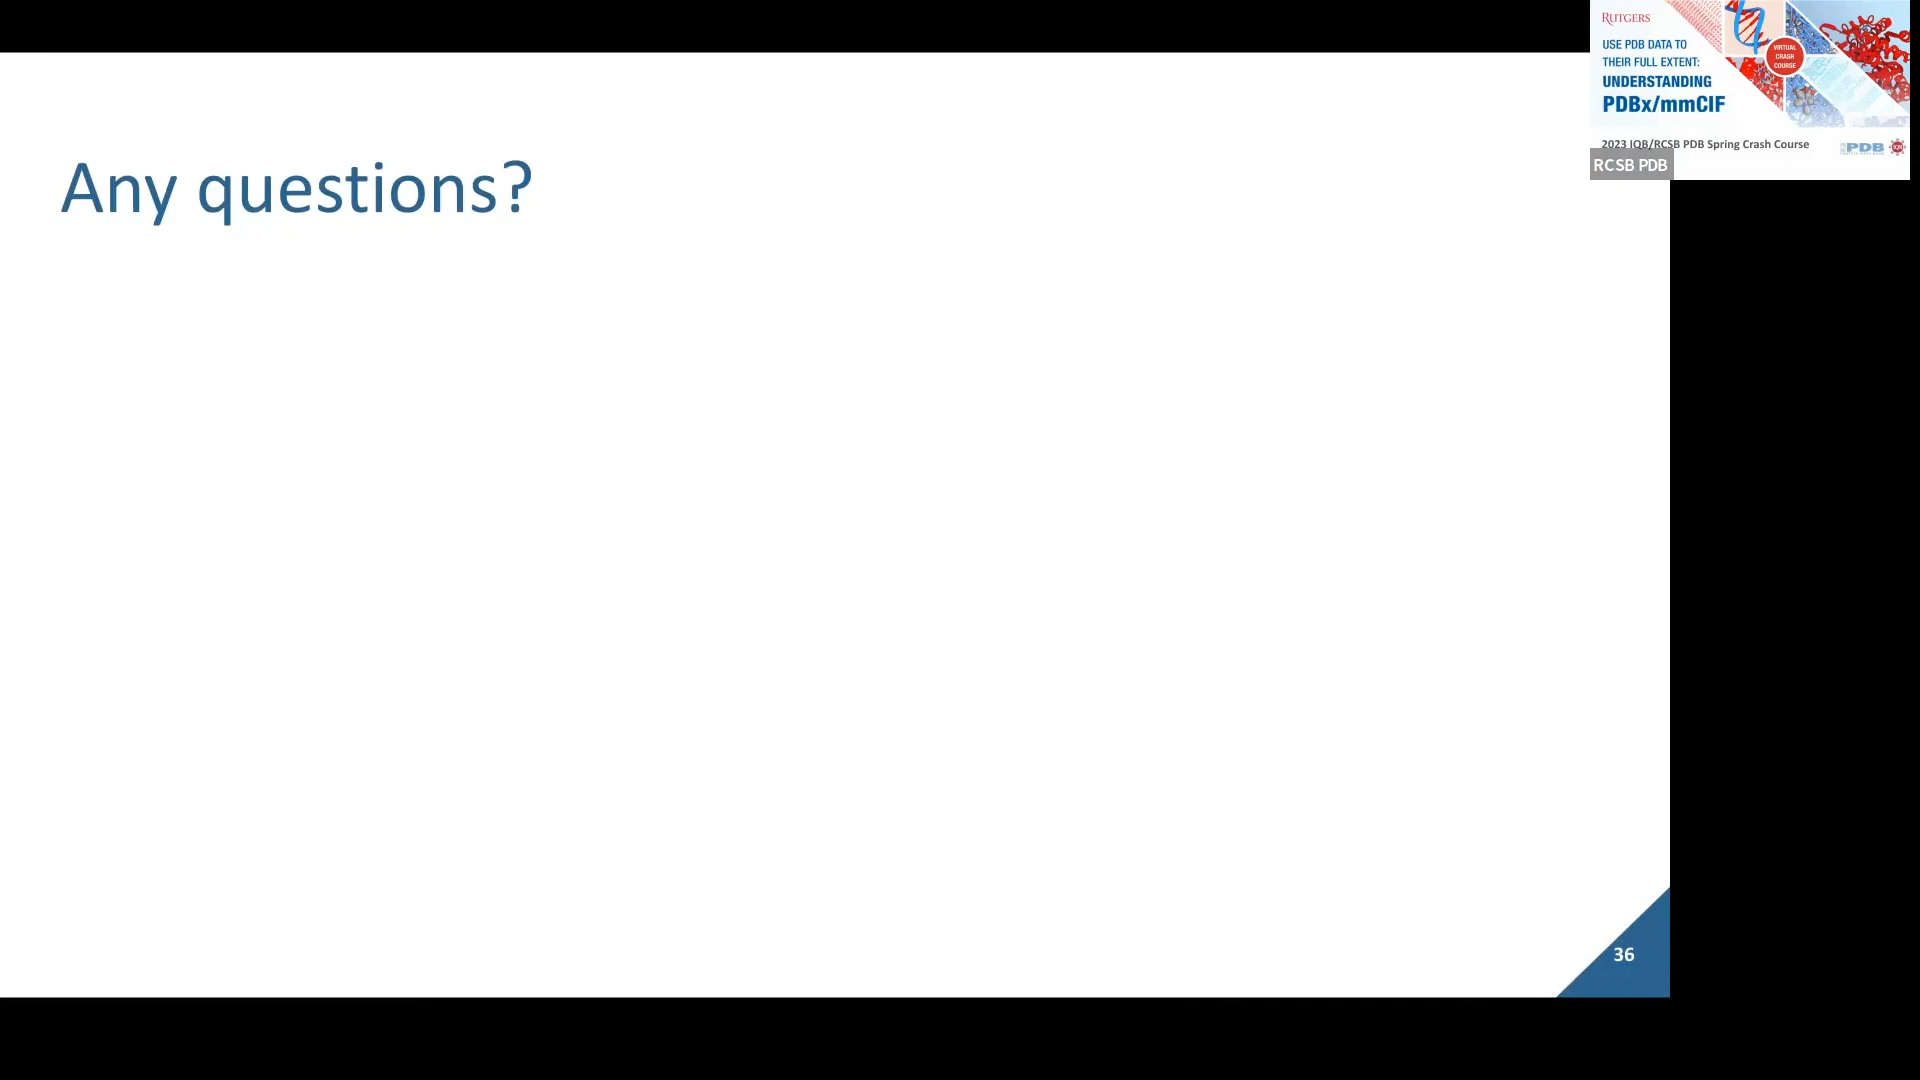 RUTGERS
USE PDB DATA TO
THEIR FULL EXTENT:
UNDERSTANDING
PDBx/mmCIF
VIRTUAL
CRASH
COURSE
2023 IQB/RCSB PDB Spring Crash Course
PDB
RCSB PDB
Any questions?
36